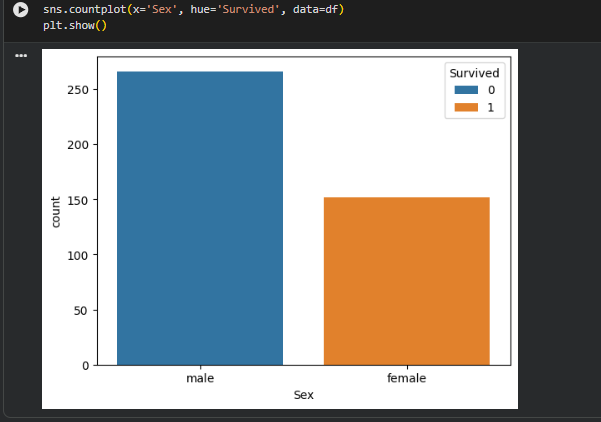 sns.countplot(x='Sex', hue='Survived', data=df)
plt.show()
Survived
0
1
250
200
150
100
50
0
count
male female
Sex